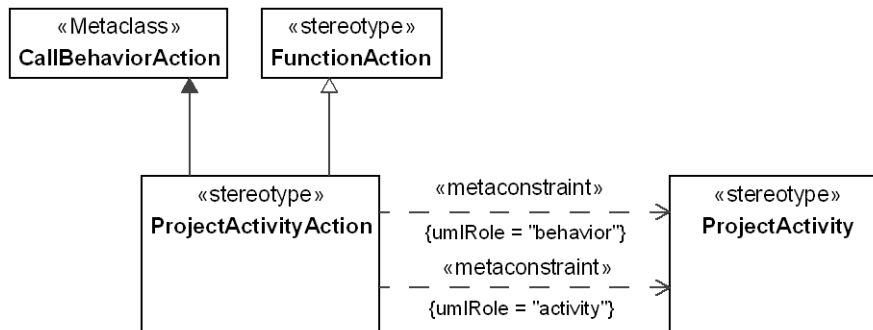 «Metaclass»
CallBehaviorAction
«stereotype»
FunctionAction
«stereotype»
ProjectActivityAction
«metaconstraint»
{umlRole = "behavior"}
«metaconstraint»
{umlRole = "activity"}
«stereotype»
ProjectActivity